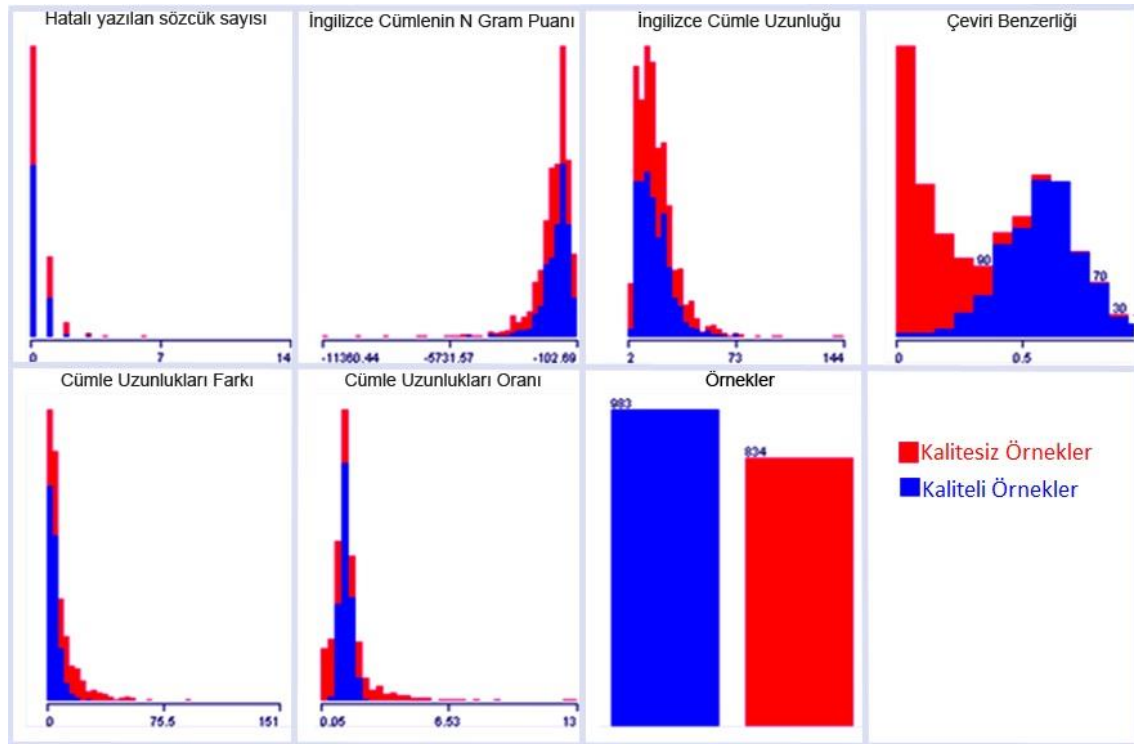 Hatalı yazılan sözcük sayısı
0 7 14
İngilizce Cümlenin N Gram Puanı
-11360.44 -5731.57 -102.69
İngilizce Cümle Uzunluğu
2 73 144
Çeviri Benzerliği
90
70
30
0 0.5
Cümle Uzunlukları Farkı
0 75.5 151
Cümle Uzunlukları Oranı
0.05 6.53 13
Örnekler
983
834
Kalitesiz Örnekler
Kaliteli Örnekler